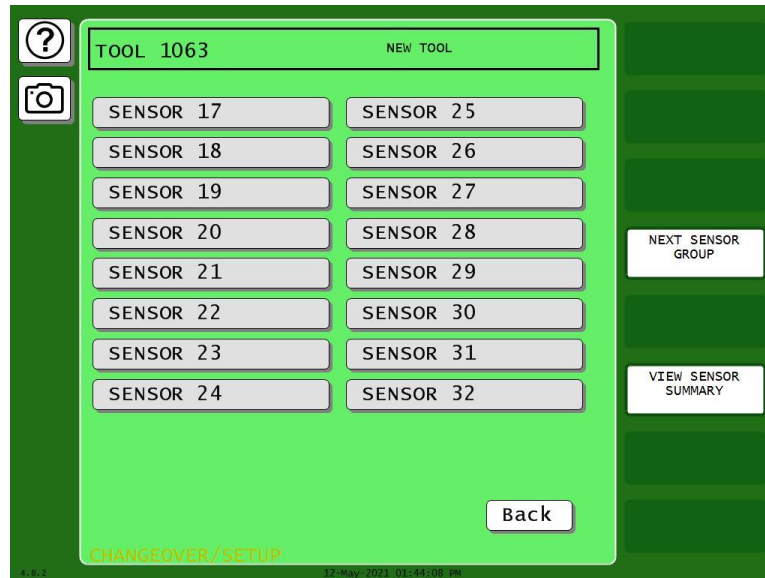 ?
TOOL 1063 NEW TOOL
SENSOR 17 SENSOR 25
SENSOR 18 SENSOR 26
SENSOR 19 SENSOR 27
SENSOR 20 SENSOR 28
SENSOR 21 SENSOR 29
SENSOR 22 SENSOR 30
SENSOR 23 SENSOR 31
SENSOR 24 SENSOR 32
NEXT SENSOR
GROUP
VIEW SENSOR
SUMMARY
Back
CHANGEOVER/SETUP
4.8.2 12-May-2021 01:44:08 PM